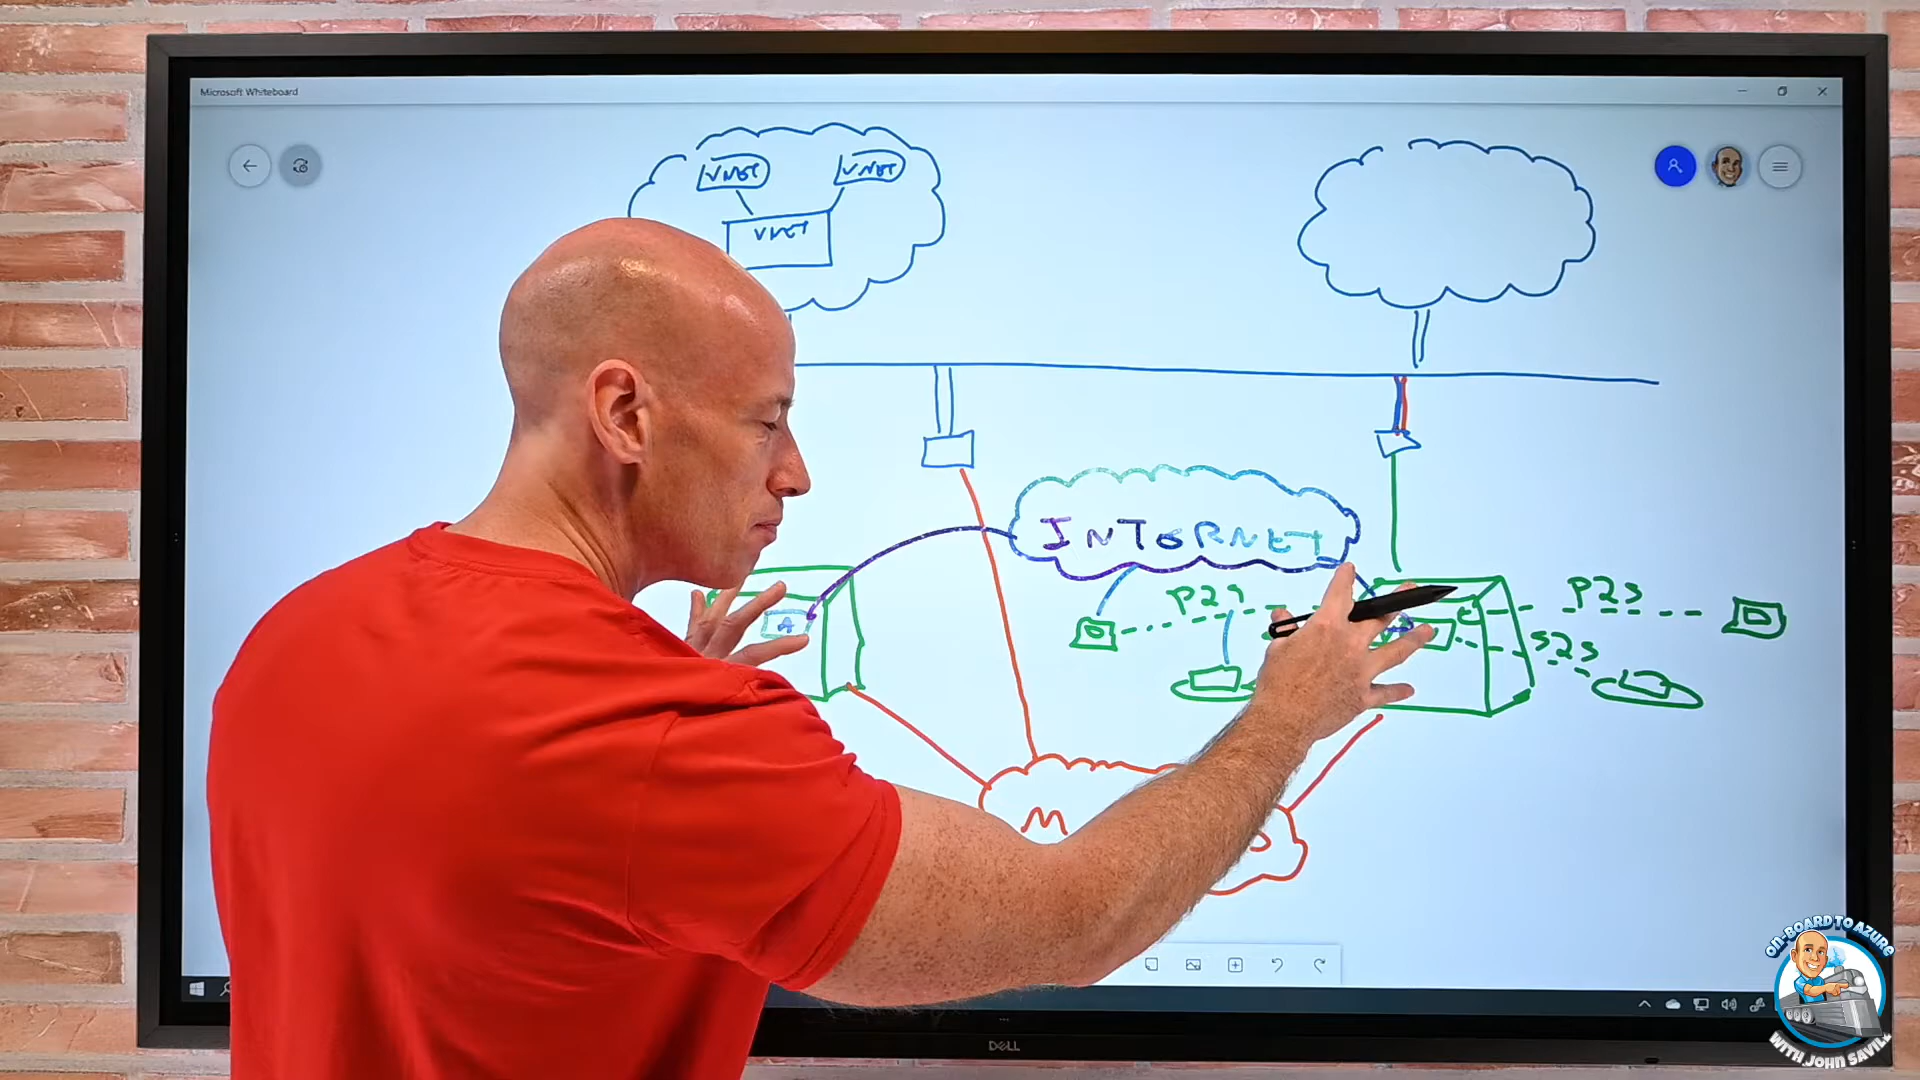 Microsoft Whiteboard
VNET
VNET
VNET
INTERNET
P2S
P2S
S2S
A
M
DELL
ON-BOARD TO AZURE
WITH JOHN SAVILL